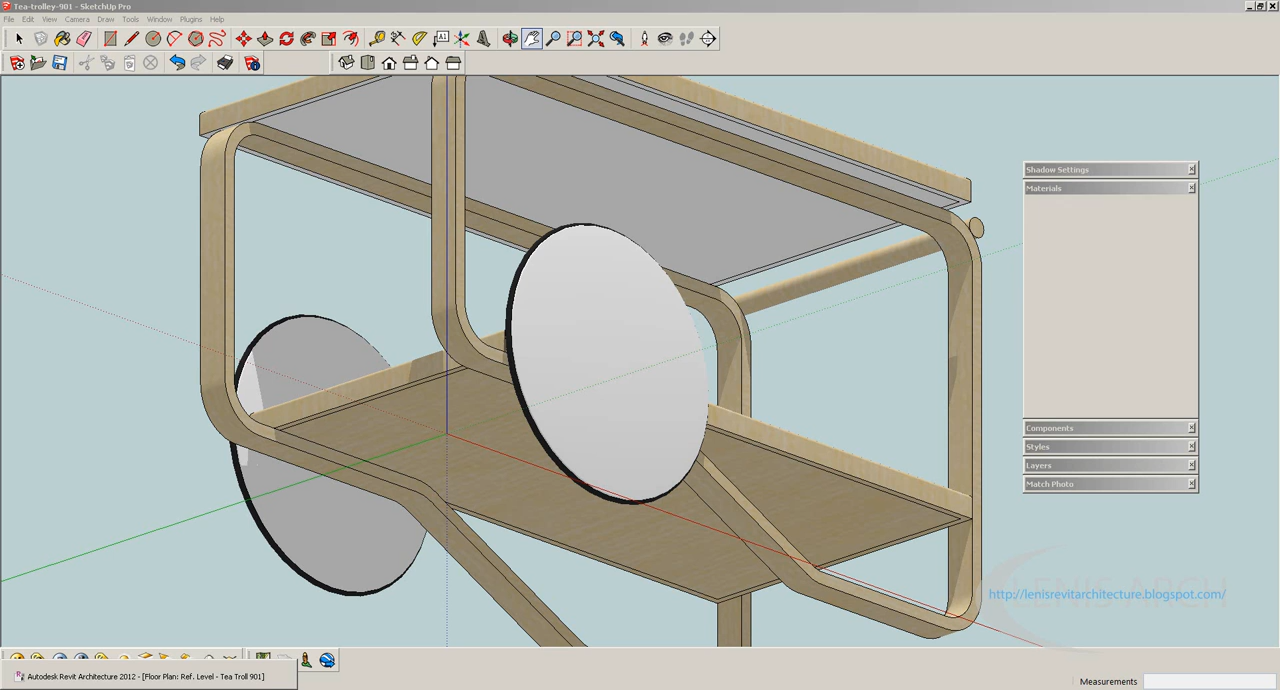 Tea-trolley-901 - SketchUp Pro
File Edit View Camera Draw Tools Window Plugins Help
Shadow Settings
Materials
Components
Styles
Layers
Match Photo
LENIS ARCH
http://lenisrevitarchitecture.blogspot.com/
Autodesk Revit Architecture 2012 - [Floor Plan: Ref. Level - Tea Troll 901]
Measurements